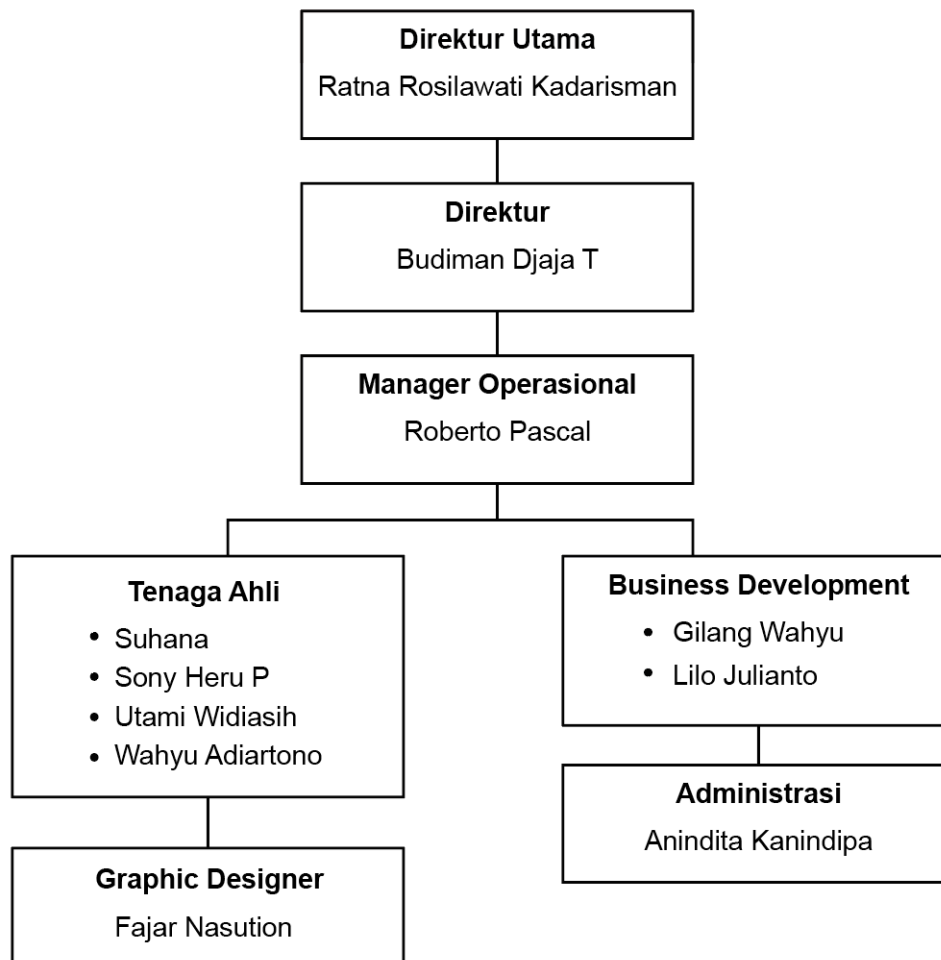 Direktur Utama
Ratna Rosilawati Kadarisman
Direktur
Budiman Djaja T
Manager Operasional
Roberto Pascal
Tenaga Ahli
• Suhana
• Sony Heru P
• Utami Widiasih
• Wahyu Adiartono
Graphic Designer
Fajar Nasution
Business Development
• Gilang Wahyu
• Lilo Julianto
Administrasi
Anindita Kanindipa